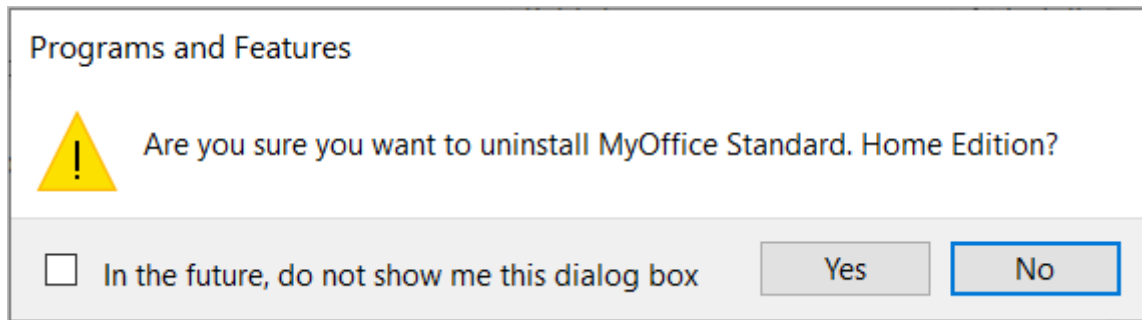 Programs and Features
Are you sure you want to uninstall MyOffice Standard. Home Edition?
In the future, do not show me this dialog box
Yes
No